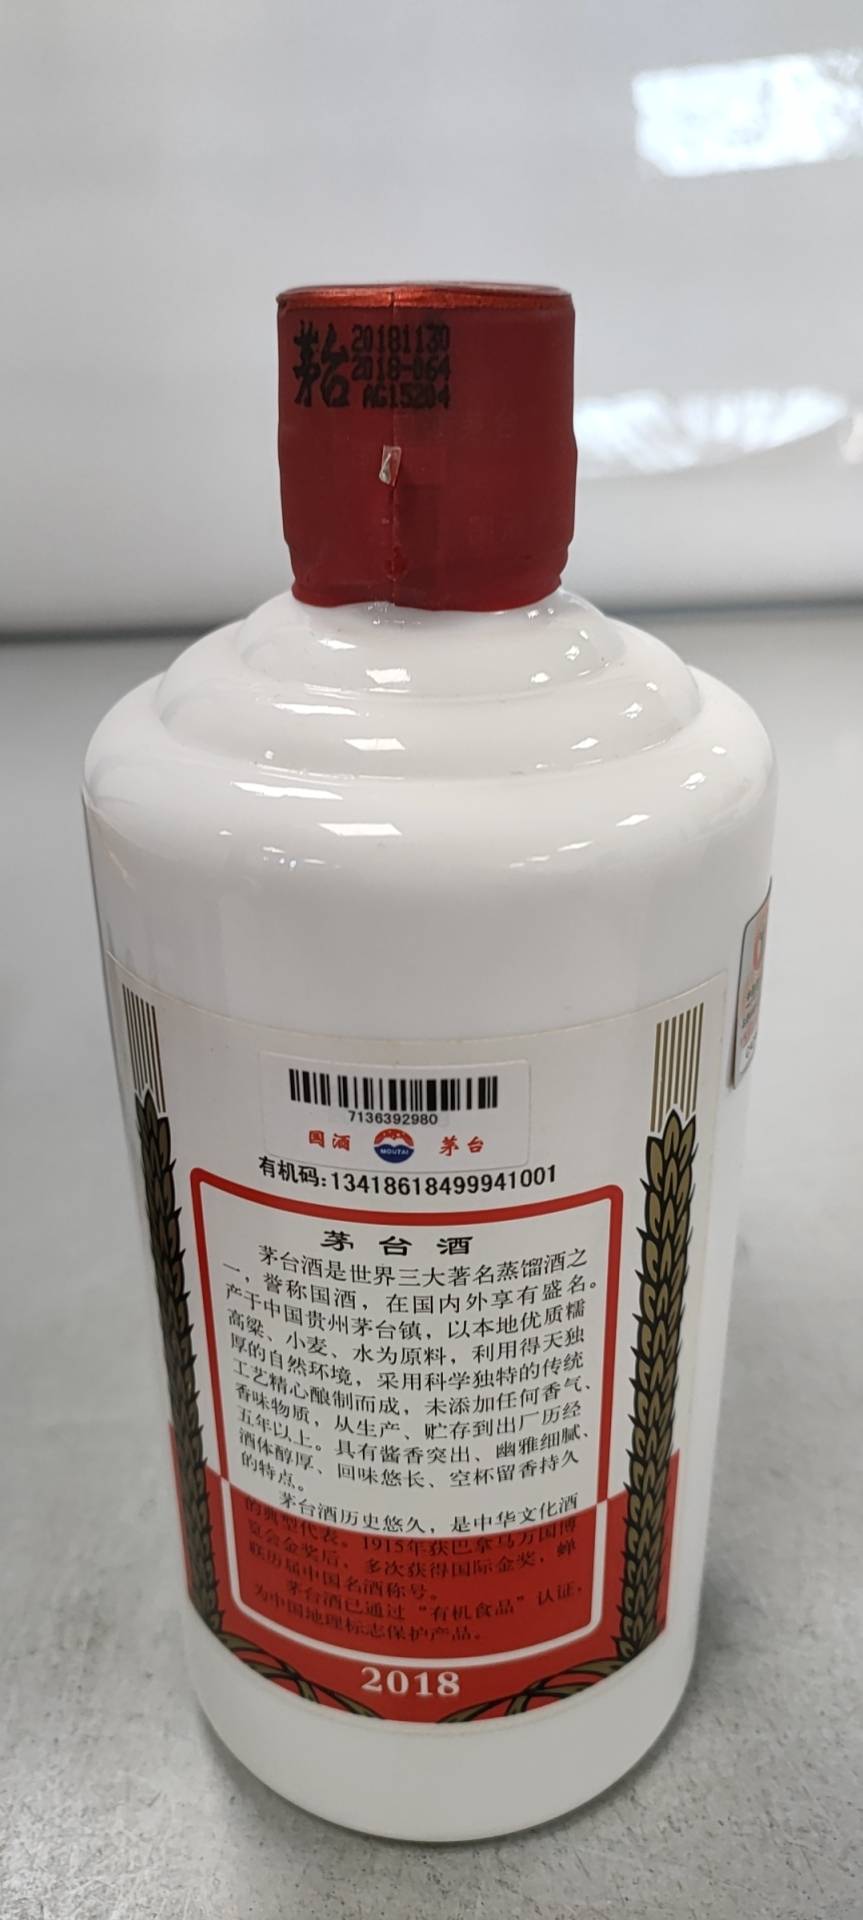 茅台
20181130
2018-064
AG15204
7136392980
国酒
MOUTAI
茅台
有机码:13418618499941001
茅台酒
茅台酒是世界三大著名蒸馏酒之
一，誉称国酒，在国内外享有盛名。
产于中国贵州茅台镇，以本地优质糯
高粱、小麦、水为原料，利用得天独
厚的自然环境，采用科学独特的传统
工艺精心酿制而成，未添加任何香气、
香味物质，从生产、贮存到出厂历经
五年以上。具有酱香突出、幽雅细腻、
酒体醇厚、回味悠长、空杯留香持久
的特点。
茅台酒历史悠久，是中华文化酒
的典型代表。1915年获巴拿马万国博
览会金奖后，多次获得国际金奖，蝉
联历届中国名酒称号。
茅台酒已通过“有机食品”认证，
为中国地理标志保护产品。
2018